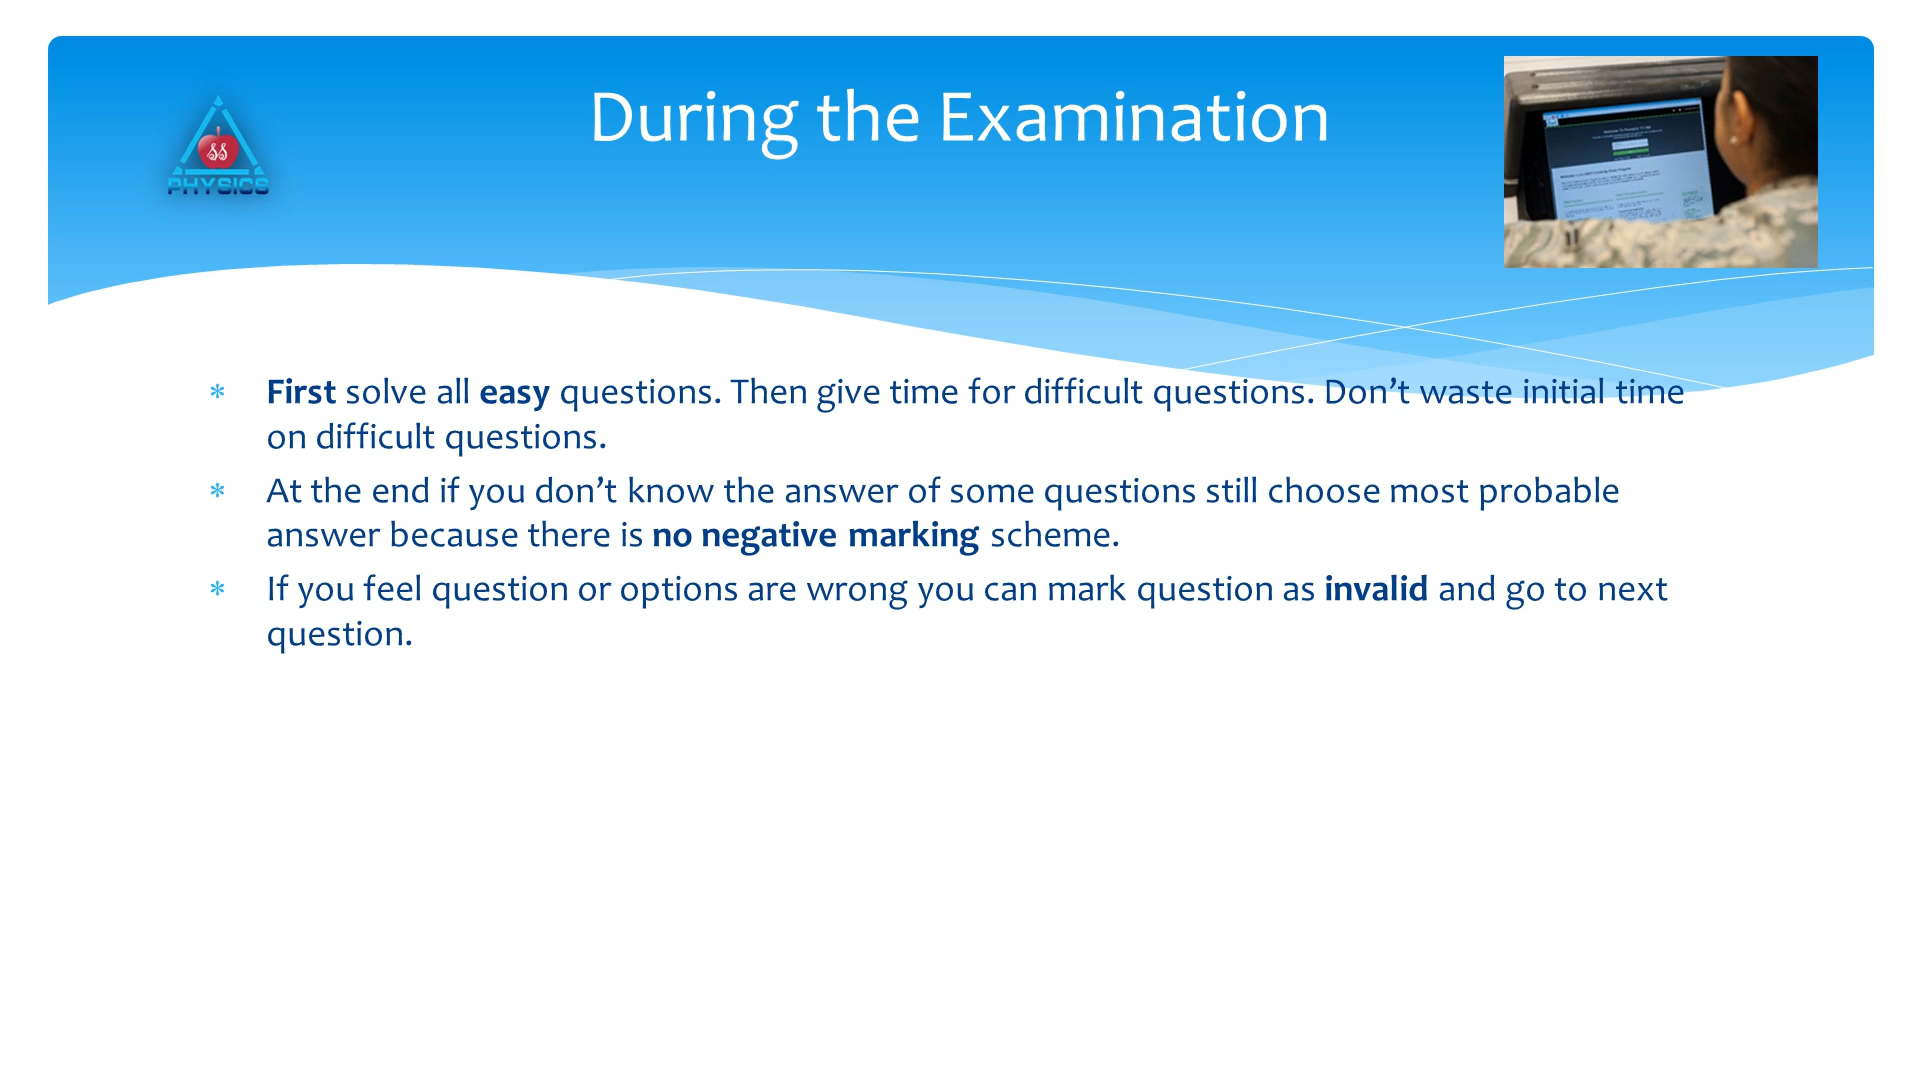 During the Examination
SS
PHYSICS
∗ First solve all easy questions. Then give time for difficult questions. Don’t waste initial time
on difficult questions.
∗ At the end if you don’t know the answer of some questions still choose most probable
answer because there is no negative marking scheme.
∗ If you feel question or options are wrong you can mark question as invalid and go to next
question.